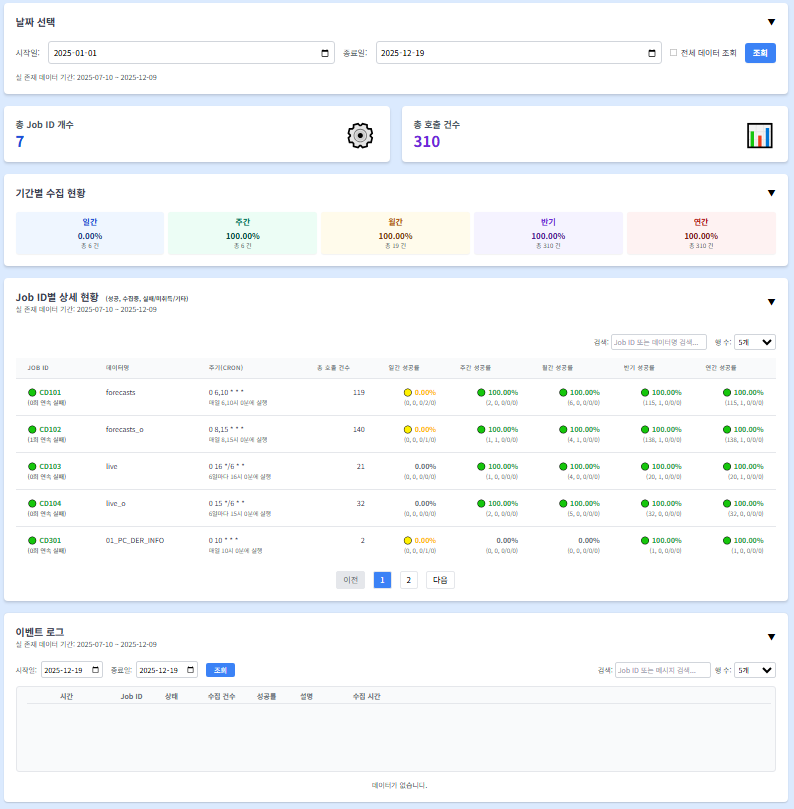 날짜 선택
▼
시작일: 2025-01-01 종료일: 2025-12-19 전체 데이터 조회 조회
실 존재 데이터 기간: 2025-07-10 ~ 2025-12-09
총 Job ID 개수
7
총 호출 건수
310
기간별 수집 현황
▼
일간 주간 월간 반기 연간
0.00% 100.00% 100.00% 100.00% 100.00%
총 6 건 총 6 건 총 19 건 총 310 건 총 310 건
Job ID별 상세 현황 (성공, 수집중, 실패/미취득/기타)
▼
실 존재 데이터 기간: 2025-07-10 ~ 2025-12-09
검색: Job ID 또는 데이터명 검색... 행 수: 5개
JOB ID 데이터명 주기(CRON) 총 호출 건수 일간 성공률 주간 성공률 월간 성공률 반기 성공률 연간 성공률
CD101 forecasts 0 6,10 * * * 119 0.00% 100.00% 100.00% 100.00% 100.00%
(0회 연속 실패) 매일 6,10시 0분에 실행 (0, 0, 0/2/0) (2, 0, 0/0/0) (6, 0, 0/0/0) (115, 1, 0/0/0) (115, 1, 0/0/0)
CD102 forecasts_o 0 8,15 * * * 140 0.00% 100.00% 100.00% 100.00% 100.00%
(1회 연속 실패) 매일 8,15시 0분에 실행 (0, 0, 0/1/0) (1, 1, 0/0/0) (4, 1, 0/0/0) (138, 1, 0/0/0) (138, 1, 0/0/0)
CD103 live 0 16 */6 * * 21 0.00% 100.00% 100.00% 100.00% 100.00%
(0회 연속 실패) 6일마다 16시 0분에 실행 (0, 0, 0/0/0) (1, 0, 0/0/0) (4, 0, 0/0/0) (20, 1, 0/0/0) (20, 1, 0/0/0)
CD104 live_o 0 15 */6 * * 32 0.00% 100.00% 100.00% 100.00% 100.00%
(0회 연속 실패) 6일마다 15시 0분에 실행 (0, 0, 0/0/0) (2, 0, 0/0/0) (5, 0, 0/0/0) (32, 0, 0/0/0) (32, 0, 0/0/0)
CD301 01_PC_DER_INFO 0 10 * * * 2 0.00% 0.00% 0.00% 100.00% 100.00%
(0회 연속 실패) 매일 10시 0분에 실행 (0, 0, 0/1/0) (0, 0, 0/0/0) (0, 0, 0/0/0) (1, 0, 0/0/0) (1, 0, 0/0/0)
이전 1 2 다음
이벤트 로그
▼
실 존재 데이터 기간: 2025-07-10 ~ 2025-12-09
시작일: 2025-12-19 종료일: 2025-12-19 조회 검색: Job ID 또는 메시지 검색... 행 수: 5개
시간 Job ID 상태 수집 건수 성공률 설명 수집 시간
데이터가 없습니다.